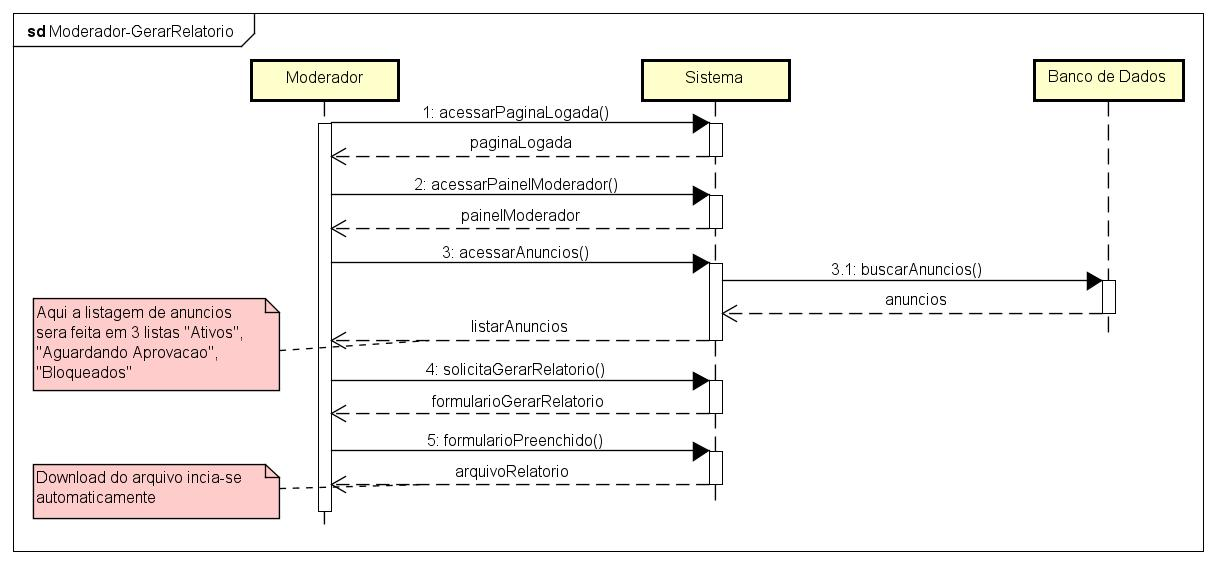 sd Moderador-GerarRelatorio
Moderador
Sistema
Banco de Dados
1: acessarPaginaLogada()
paginaLogada
2: acessarPainelModerador()
painelModerador
3: acessarAnuncios()
3.1: buscarAnuncios()
anuncios
Aqui a listagem de anuncios
sera feita em 3 listas "Ativos",
"Aguardando Aprovacao",
"Bloqueados"
listarAnuncios
4: solicitaGerarRelatorio()
formularioGerarRelatorio
5: formularioPreenchido()
arquivoRelatorio
Download do arquivo incia-se
automaticamente